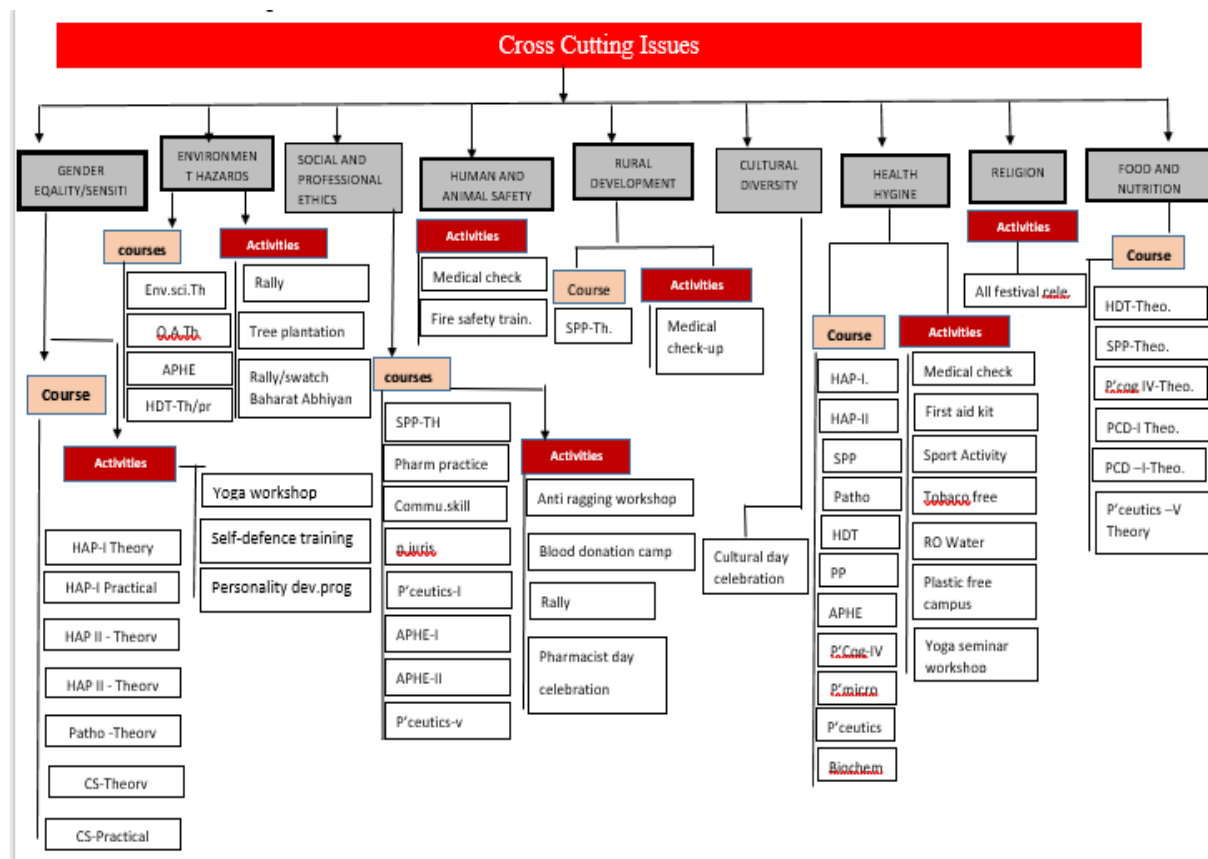 Cross Cutting Issues
GENDER
EQALITY/SENSITI
ENVIRONMEN
T HAZARDS
SOCIAL AND
PROFESSIONAL
ETHICS
HUMAN AND
ANIMAL SAFETY
RURAL
DEVELOPMENT
CULTURAL
DIVERSITY
HEALTH
HYGINE
RELIGION
FOOD AND
NUTRITION
Course
HAP-I Theory
HAP-I Practical
HAP II - Theory
HAP II - Theory
Patho -Theory
CS-Theory
CS-Practical
Activities
Yoga workshop
Self-defence training
Personality dev.prog
courses
Env.sci.Th
Q.A.Th
APHE
HDT-Th/pr
Activities
Rally
Tree plantation
Rally/swatch
Baharat Abhiyan
courses
SPP-TH
Pharm practice
Commu.skill
p.juris
P'ceutics-I
APHE-I
APHE-II
P'ceutics-v
Activities
Anti ragging workshop
Blood donation camp
Rally
Pharmacist day
celebration
Activities
Medical check
Fire safety train.
Course
SPP-Th.
Activities
Medical
check-up
Cultural day
celebration
Course
HAP-I.
HAP-II
SPP
Patho
HDT
PP
APHE
P'Cog-IV
P'micro
P'ceutics
Biochem
Activities
Medical check
First aid kit
Sport Activity
Tobaco free
RO Water
Plastic free
campus
Yoga seminar
workshop
Activities
All festival cele.
Course
HDT-Theo.
SPP-Theo.
P'cog IV-Theo.
PCD-I Theo.
PCD –I-Theo.
P'ceutics –V
Theory